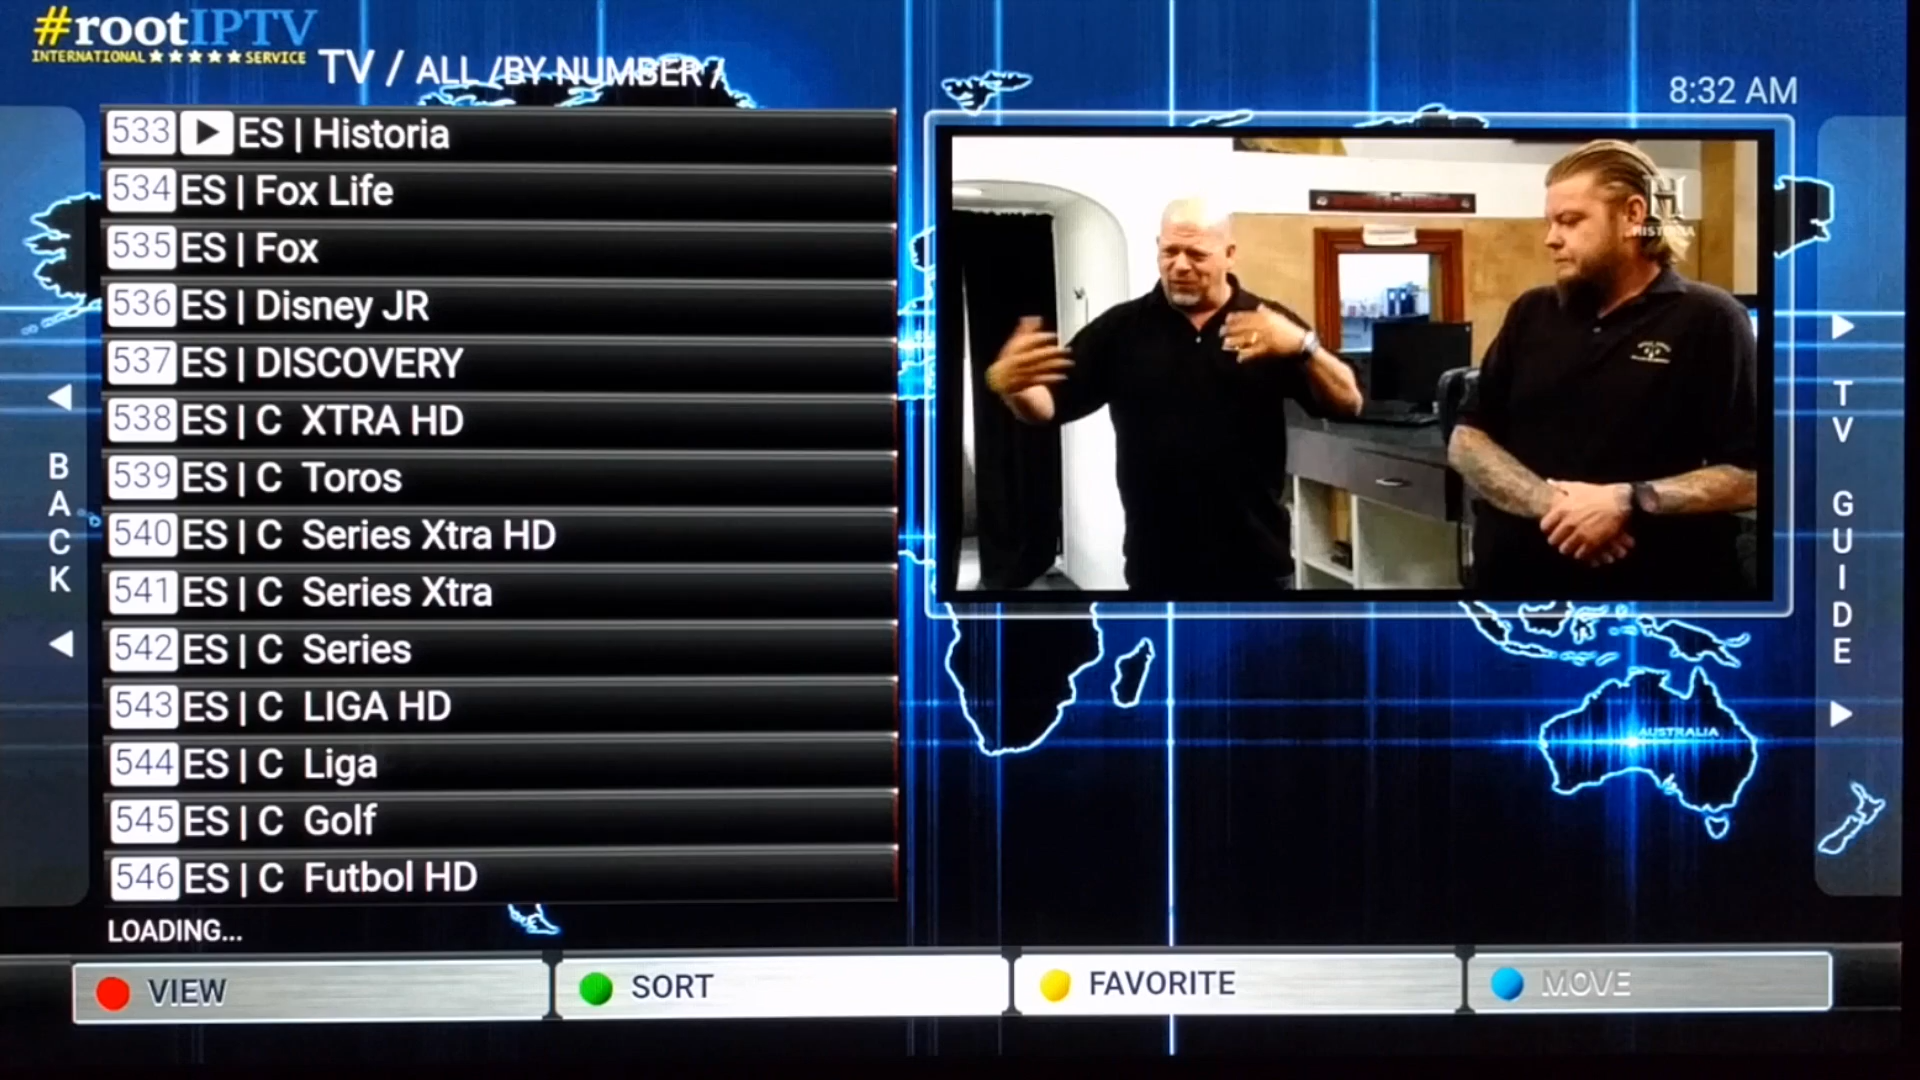 #rootIPTV
INTERNATIONAL ★★★★★ SERVICE
TV / ALL /BY NUMBER /
8:32 AM
533 ES | Historia
534 ES | Fox Life
535 ES | Fox
536 ES | Disney JR
537 ES | DISCOVERY
538 ES | C XTRA HD
539 ES | C Toros
540 ES | C Series Xtra HD
541 ES | C Series Xtra
542 ES | C Series
543 ES | C LIGA HD
544 ES | C Liga
545 ES | C Golf
546 ES | C Futbol HD
LOADING...
BACK
H
HISTORIA
TV GUIDE
AUSTRALIA
VIEW
SORT
FAVORITE
MOVE